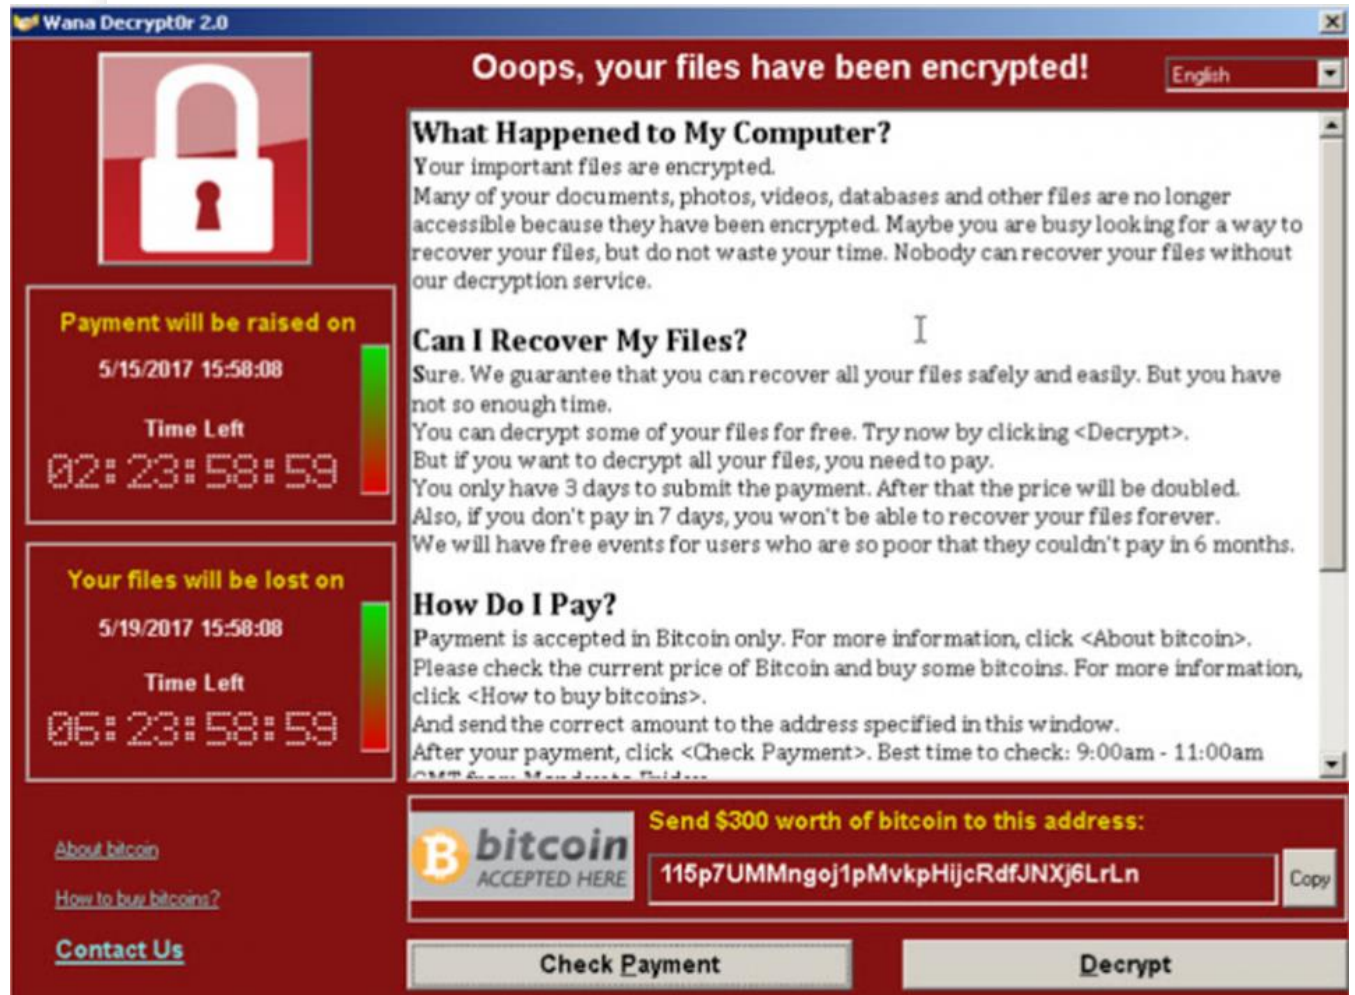 Wana Decrypt0r 2.0
Ooops, your files have been encrypted!
English
What Happened to My Computer?
Your important files are encrypted.
Many of your documents, photos, videos, databases and other files are no longer
accessible because they have been encrypted. Maybe you are busy looking for a way to
recover your files, but do not waste your time. Nobody can recover your files without
our decryption service.
Can I Recover My Files?
Sure. We guarantee that you can recover all your files safely and easily. But you have
not so enough time.
You can decrypt some of your files for free. Try now by clicking <Decrypt>.
But if you want to decrypt all your files, you need to pay.
You only have 3 days to submit the payment. After that the price will be doubled.
Also, if you don't pay in 7 days, you won't be able to recover your files forever.
We will have free events for users who are so poor that they couldn't pay in 6 months.
How Do I Pay?
Payment is accepted in Bitcoin only. For more information, click <About bitcoin>.
Please check the current price of Bitcoin and buy some bitcoins. For more information,
click <How to buy bitcoins>.
And send the correct amount to the address specified in this window.
After your payment, click <Check Payment>. Best time to check: 9:00am - 11:00am
GMT from Monday to Friday.
Payment will be raised on
5/15/2017 15:58:08
Time Left
02:23:58:59
Your files will be lost on
5/19/2017 15:58:08
Time Left
06:23:58:59
About bitcoin
How to buy bitcoins?
Contact Us
bitcoin
ACCEPTED HERE
Send $300 worth of bitcoin to this address:
115p7UMMngoj1pMvkpHijcRdfJNXj6LrLn
Copy
Check Payment
Decrypt